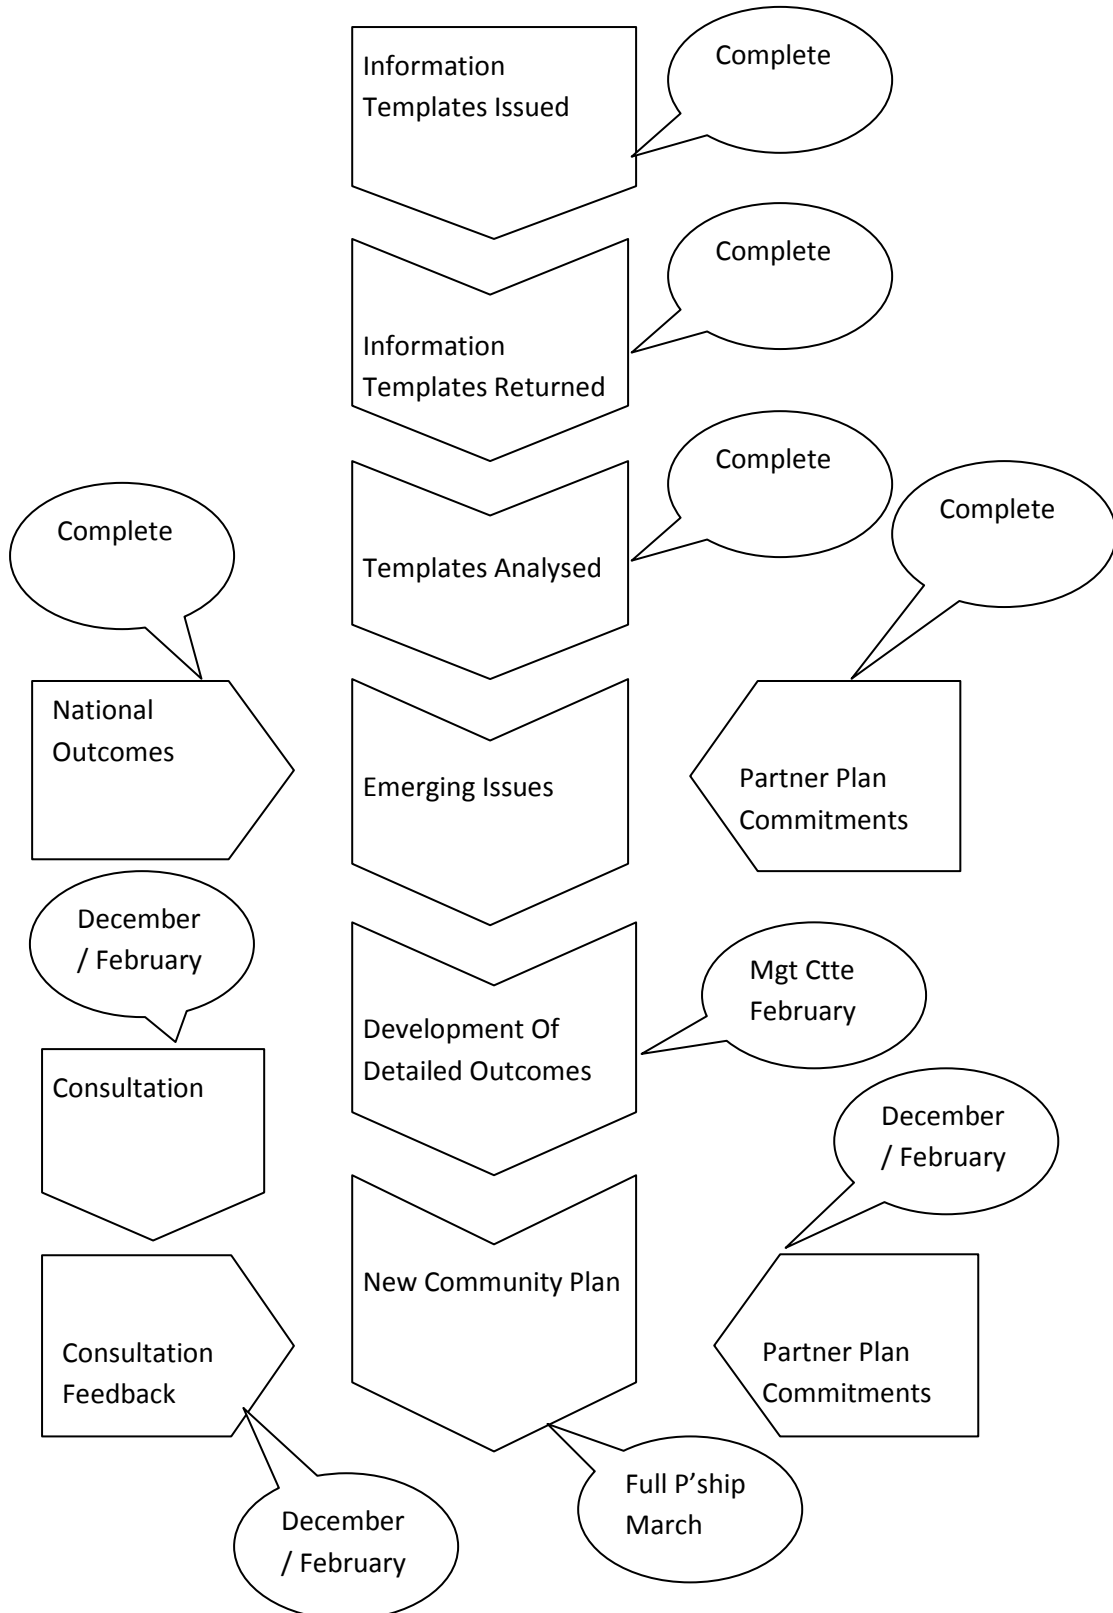 Information
Templates Issued
Complete
Information
Templates Returned
Complete
Templates Analysed
Complete
Complete
Complete
National
Outcomes
Emerging Issues
Partner Plan
Commitments
December
/ February
Consultation
Development Of
Detailed Outcomes
Mgt Ctte
February
December
/ February
Consultation
Feedback
New Community Plan
Partner Plan
Commitments
December
/ February
Full P’ship
March